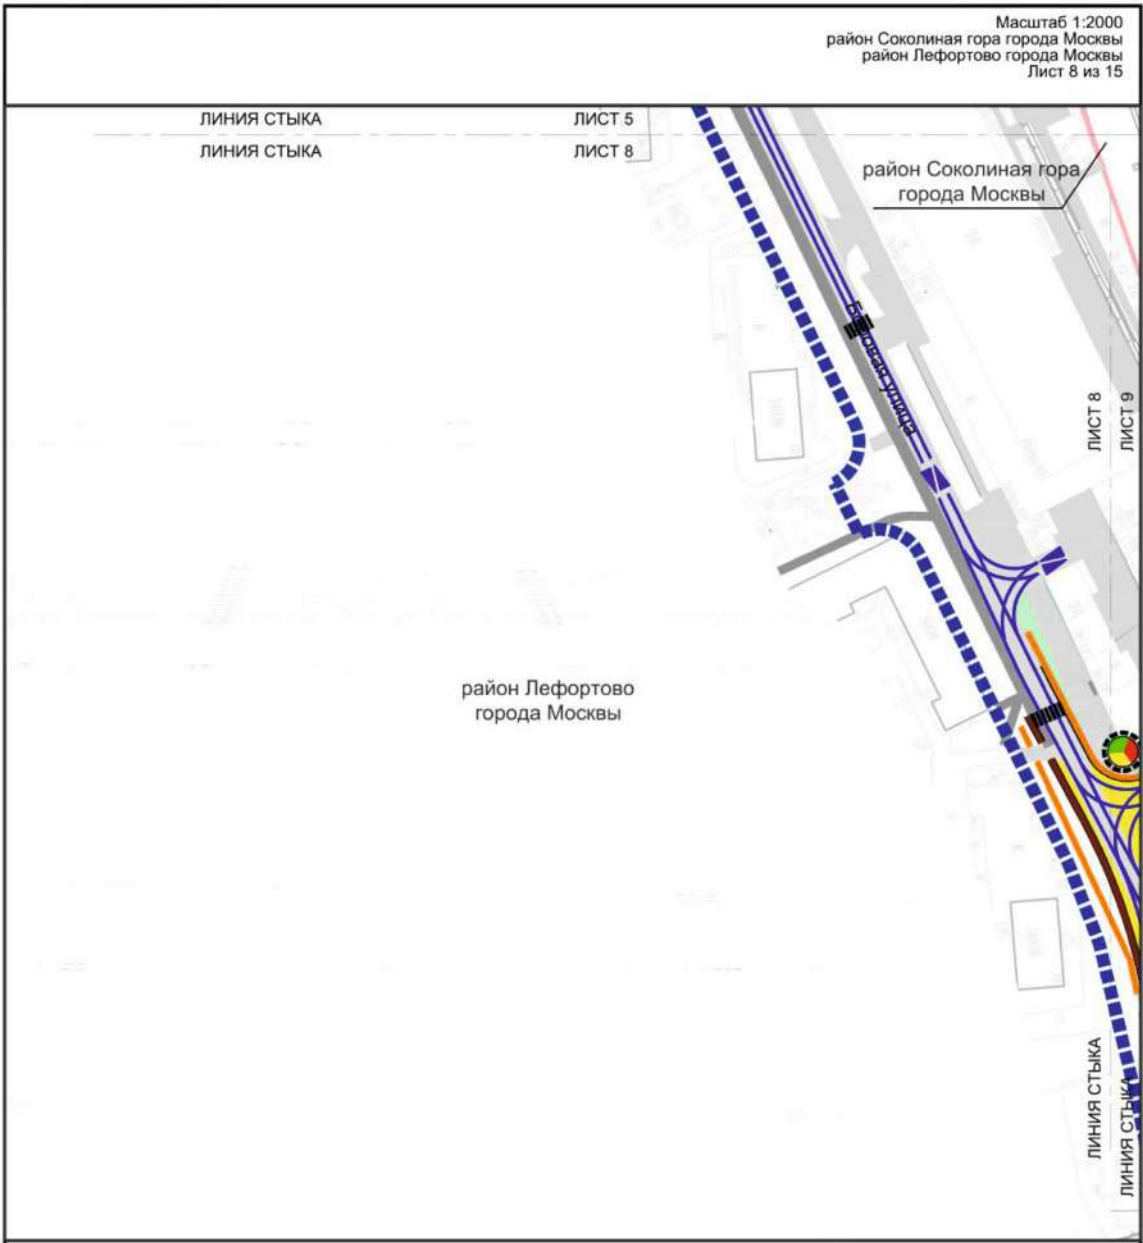 Масштаб 1:2000
район Соколиная гора города Москвы
район Лефортово города Москвы
Лист 8 из 15
ЛИНИЯ СТЫКА ЛИСТ 5
ЛИНИЯ СТЫКА ЛИСТ 8
район Соколиная гора
города Москвы
улица
ЛИСТ 8
ЛИСТ 9
район Лефортово
города Москвы
ЛИНИЯ СТЫКА
ЛИНИЯ СТЫКА